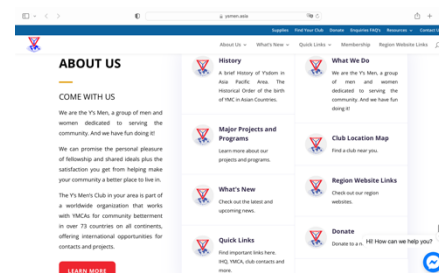 ysmen.asia
Supplies Find Your Club Donate Enquiries FAQ's Resources Contact U
About Us What's New Quick Links Membership Region Website Links
ABOUT US
COME WITH US
We are the Y's Men, a group of men and
women dedicated to serving the
community. And we have fun doing it!
We can promise the personal pleasure
of fellowship and shared ideals plus the
satisfaction you get from helping make
your community a better place to live in.
The Y's Men's Club in your area is part of
a worldwide organization that works
with YMCAs for community betterment
in over 73 countries on all continents,
offering international opportunities for
contacts and projects.
LEARN MORE
History
A brief History of Y'sdom in
Asia Pacific Area. The
Historical Order of the birth
of YMC in Asian Countries.
Major Projects and
Programs
Learn more about our
projects and programs.
What's New
Check out the latest and
upcoming news.
Quick Links
Find important links here.
IHQ, YMCA, club contacts and
more.
What We Do
We are the Y's Men, a group
of men and women
dedicated to serving the
community. And we have fun
doing it!
Club Location Map
Find a club near you.
Region Website Links
Check out our region
websites.
Donate
Donate to a n
Hi! How can we help you?